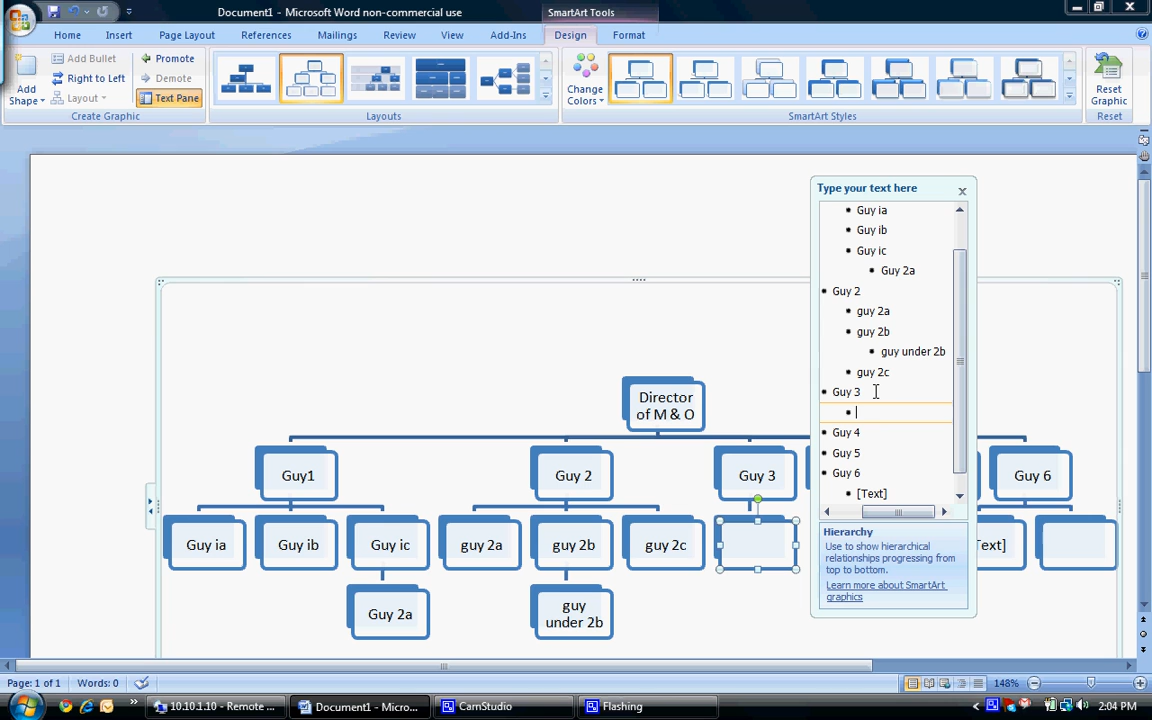 Document1 - Microsoft Word non-commercial use
SmartArt Tools
Home
Insert
Page Layout
References
Mailings
Review
View
Add-Ins
Design
Format
Add Shape
Add Bullet
Right to Left
Layout
Promote
Demote
Text Pane
Create Graphic
Layouts
Change Colors
SmartArt Styles
Reset Graphic
Reset
Type your text here
Guy ia
Guy ib
Guy ic
Guy 2a
Guy 2
guy 2a
guy 2b
guy under 2b
guy 2c
Guy 3
Guy 4
Guy 5
Guy 6
[Text]
Hierarchy
Use to show hierarchical
relationships progressing from
top to bottom.
Learn more about SmartArt
graphics
Director
of M & O
Guy1
Guy 2
Guy 3
Guy 6
Guy ia
Guy ib
Guy ic
guy 2a
guy 2b
guy 2c
Text]
Guy 2a
guy
under 2b
Page: 1 of 1
Words: 0
148%
10.10.1.10 - Remote ...
Document1 - Micro...
CamStudio
Flashing
2:04 PM